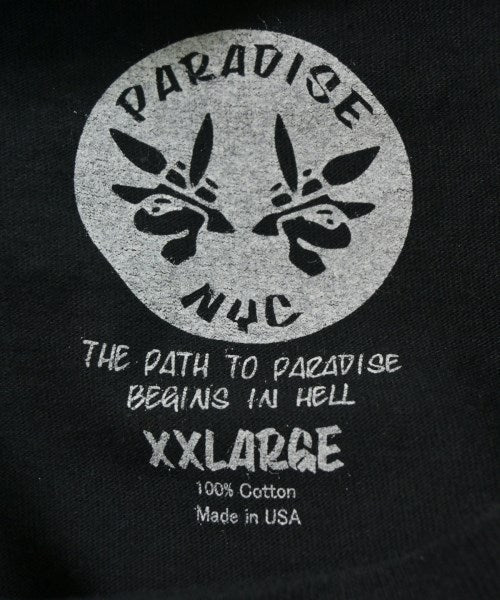 PARADISE
NYC
THE PATH TO PARADISE
BEGINS IN HELL
XXLARGE
100% Cotton
Made in USA